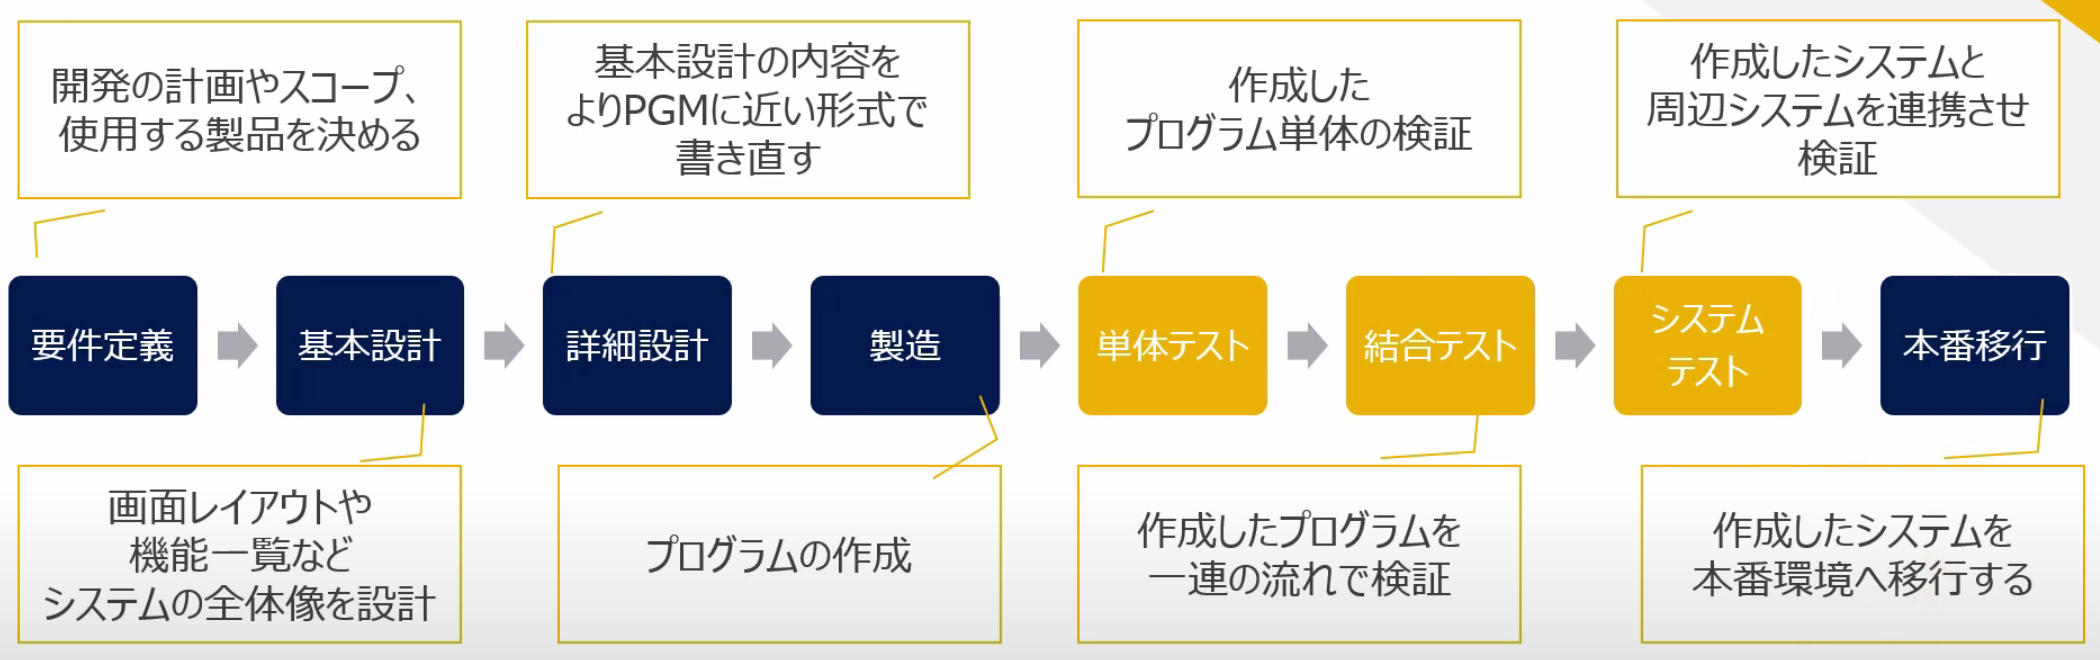 開発の計画やスコープ、
使用する製品を決める
基本設計の内容を
よりPGMに近い形式で
書き直す
作成した
プログラム単体の検証
作成したシステムと
周辺システムを連携させ
検証
要件定義
基本設計
詳細設計
製造
単体テスト
結合テスト
システム
テスト
本番移行
画面レイアウトや
機能一覧など
システムの全体像を設計
プログラムの作成
作成したプログラムを
一連の流れで検証
作成したシステムを
本番環境へ移行する